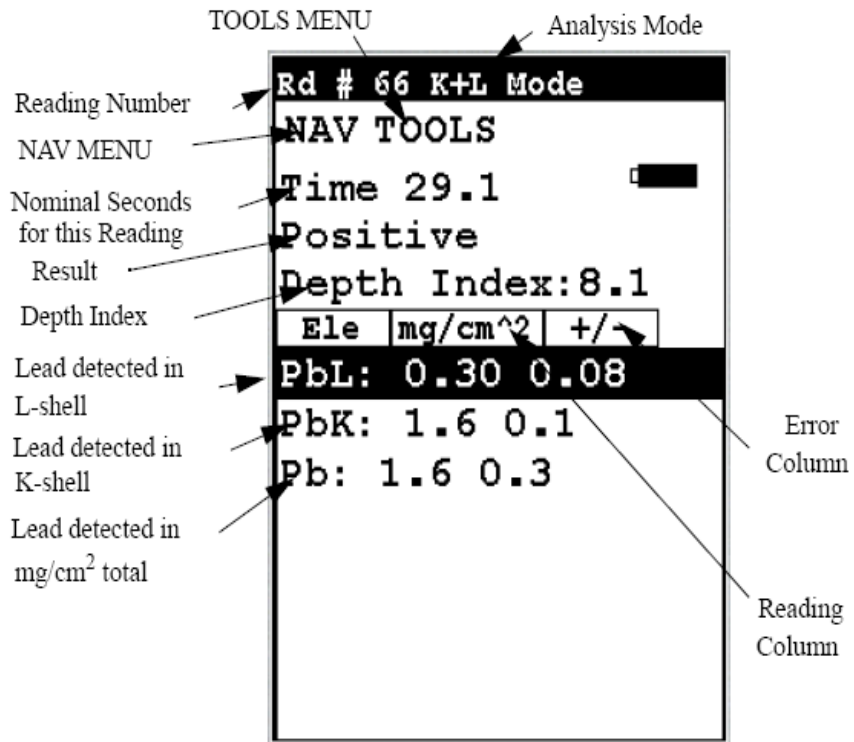 TOOLS MENU
Analysis Mode
Rd # 66 K+L Mode
Reading Number
NAV TOOLS
NAV MENU
Time 29.1
Nominal Seconds
for this Reading
Positive
Result
Depth Index:8.1
Depth Index
Ele mg/cm^2 +/-
Lead detected in
L-shell
PbL: 0.30 0.08
PbK: 1.6 0.1
Lead detected in
K-shell
Pb: 1.6 0.3
Error
Column
Lead detected in
mg/cm² total
Reading
Column